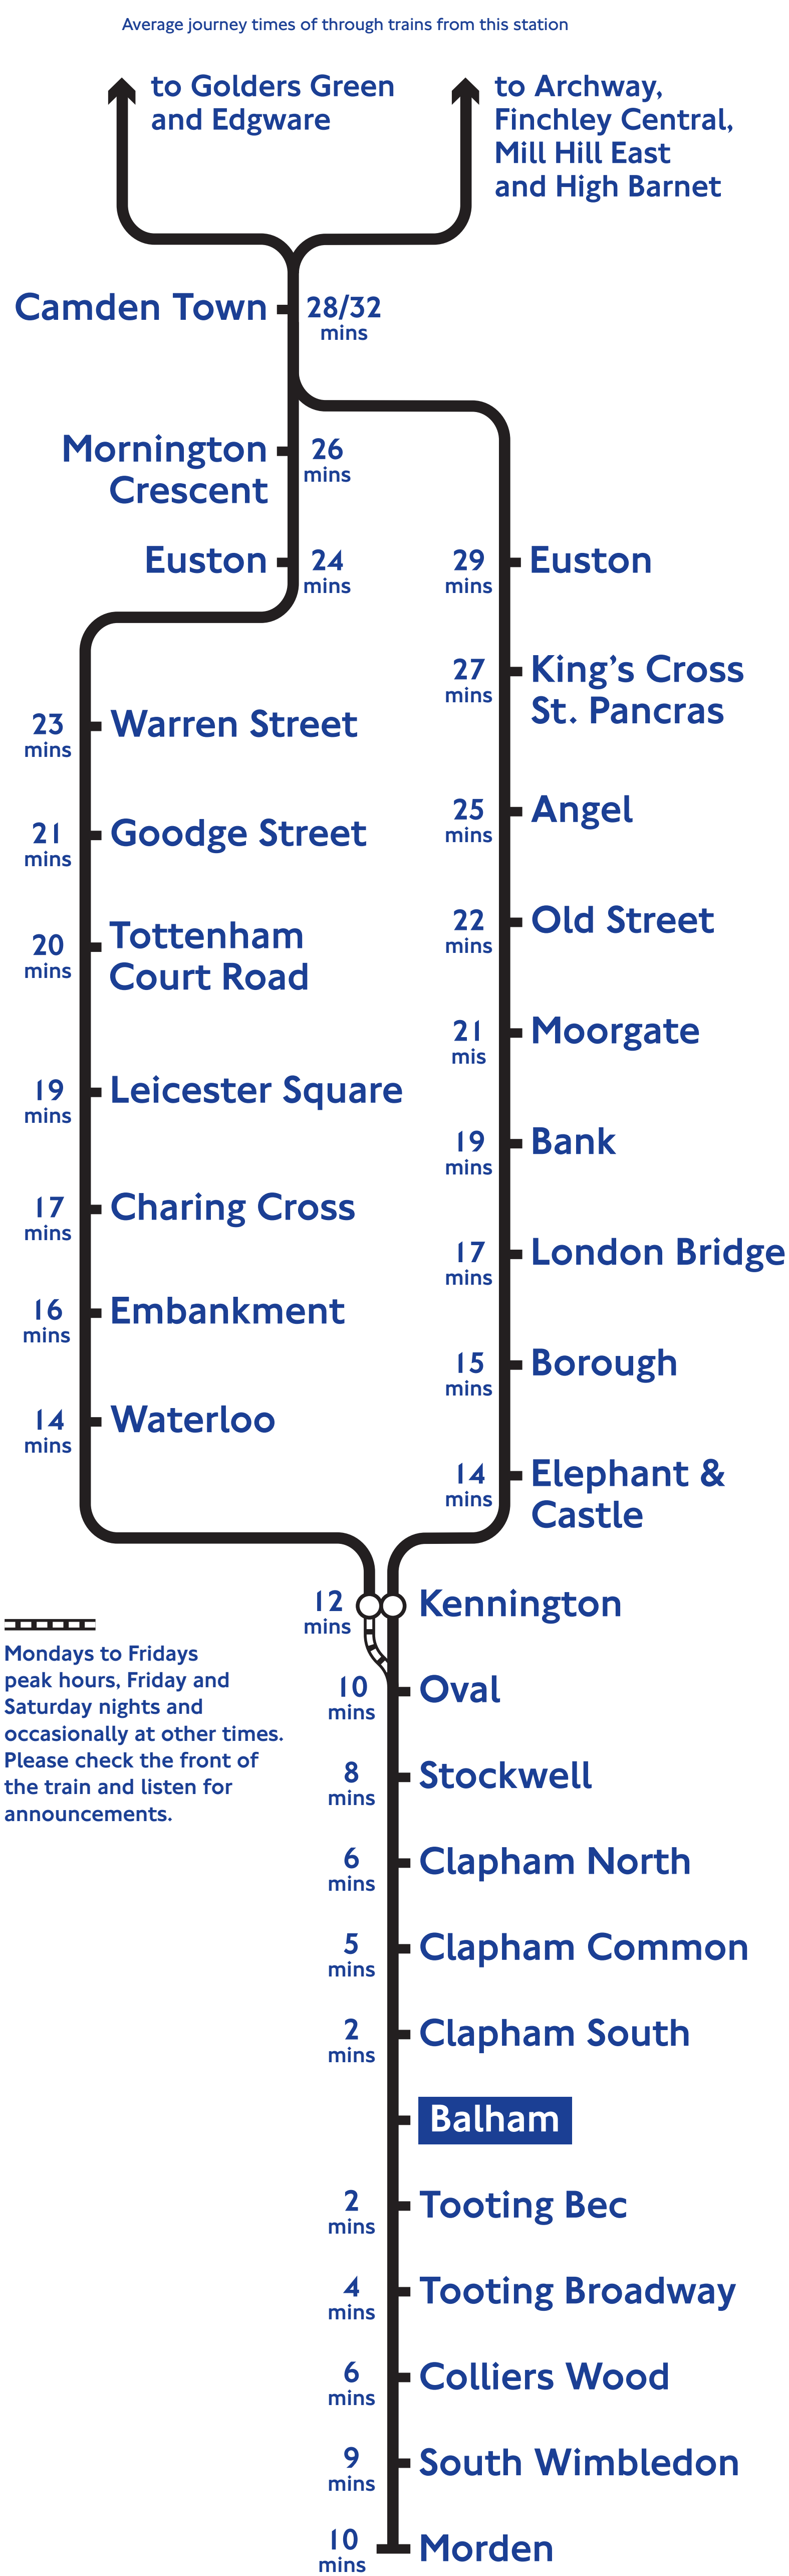 Average journey times of through trains from this station
to Golders Green
and Edgware
to Archway,
Finchley Central,
Mill Hill East
and High Barnet
Camden Town
28/32
mins
Mornington
Crescent
26
mins
Euston
24
mins
23
mins
Warren Street
21
mins
Goodge Street
20
mins
Tottenham
Court Road
19
mins
Leicester Square
17
mins
Charing Cross
16
mins
Embankment
14
mins
Waterloo
29
mins
Euston
27
mins
King's Cross
St. Pancras
25
mins
Angel
22
mins
Old Street
21
mis
Moorgate
19
mins
Bank
17
mins
London Bridge
15
mins
Borough
14
mins
Elephant &
Castle
12
mins
Kennington
Mondays to Fridays
peak hours, Friday and
Saturday nights and
occasionally at other times.
Please check the front of
the train and listen for
announcements.
10
mins
Oval
8
mins
Stockwell
6
mins
Clapham North
5
mins
Clapham Common
2
mins
Clapham South
Balham
2
mins
Tooting Bec
4
mins
Tooting Broadway
6
mins
Colliers Wood
9
mins
South Wimbledon
10
mins
Morden